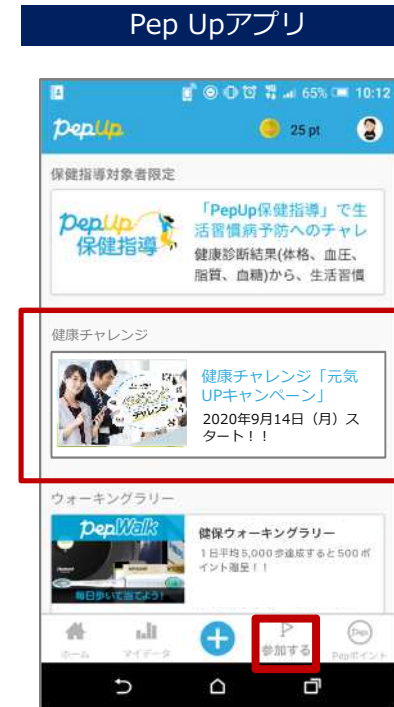 Pep Upアプリ
65% 10:12
PepUp
25 pt
保健指導対象者限定
PepUp
保健指導
「PepUp保健指導」で生
活習慣病予防へのチャレ
健康診断結果(体格、血圧、
脂質、血糖)から、生活習慣
健康チャレンジ
チャレンジ
健康チャレンジ「元気
UPキャンペーン」
2020年9月14日（月）ス
タート！！
ウォーキングラリー
PepWalk
毎日歩いて当てよう!
健保ウォーキングラリー
1日平均5,000歩達成すると500ポ
イント贈呈！！
ホーム
マイデータ
参加する
Pep
Pepポイント